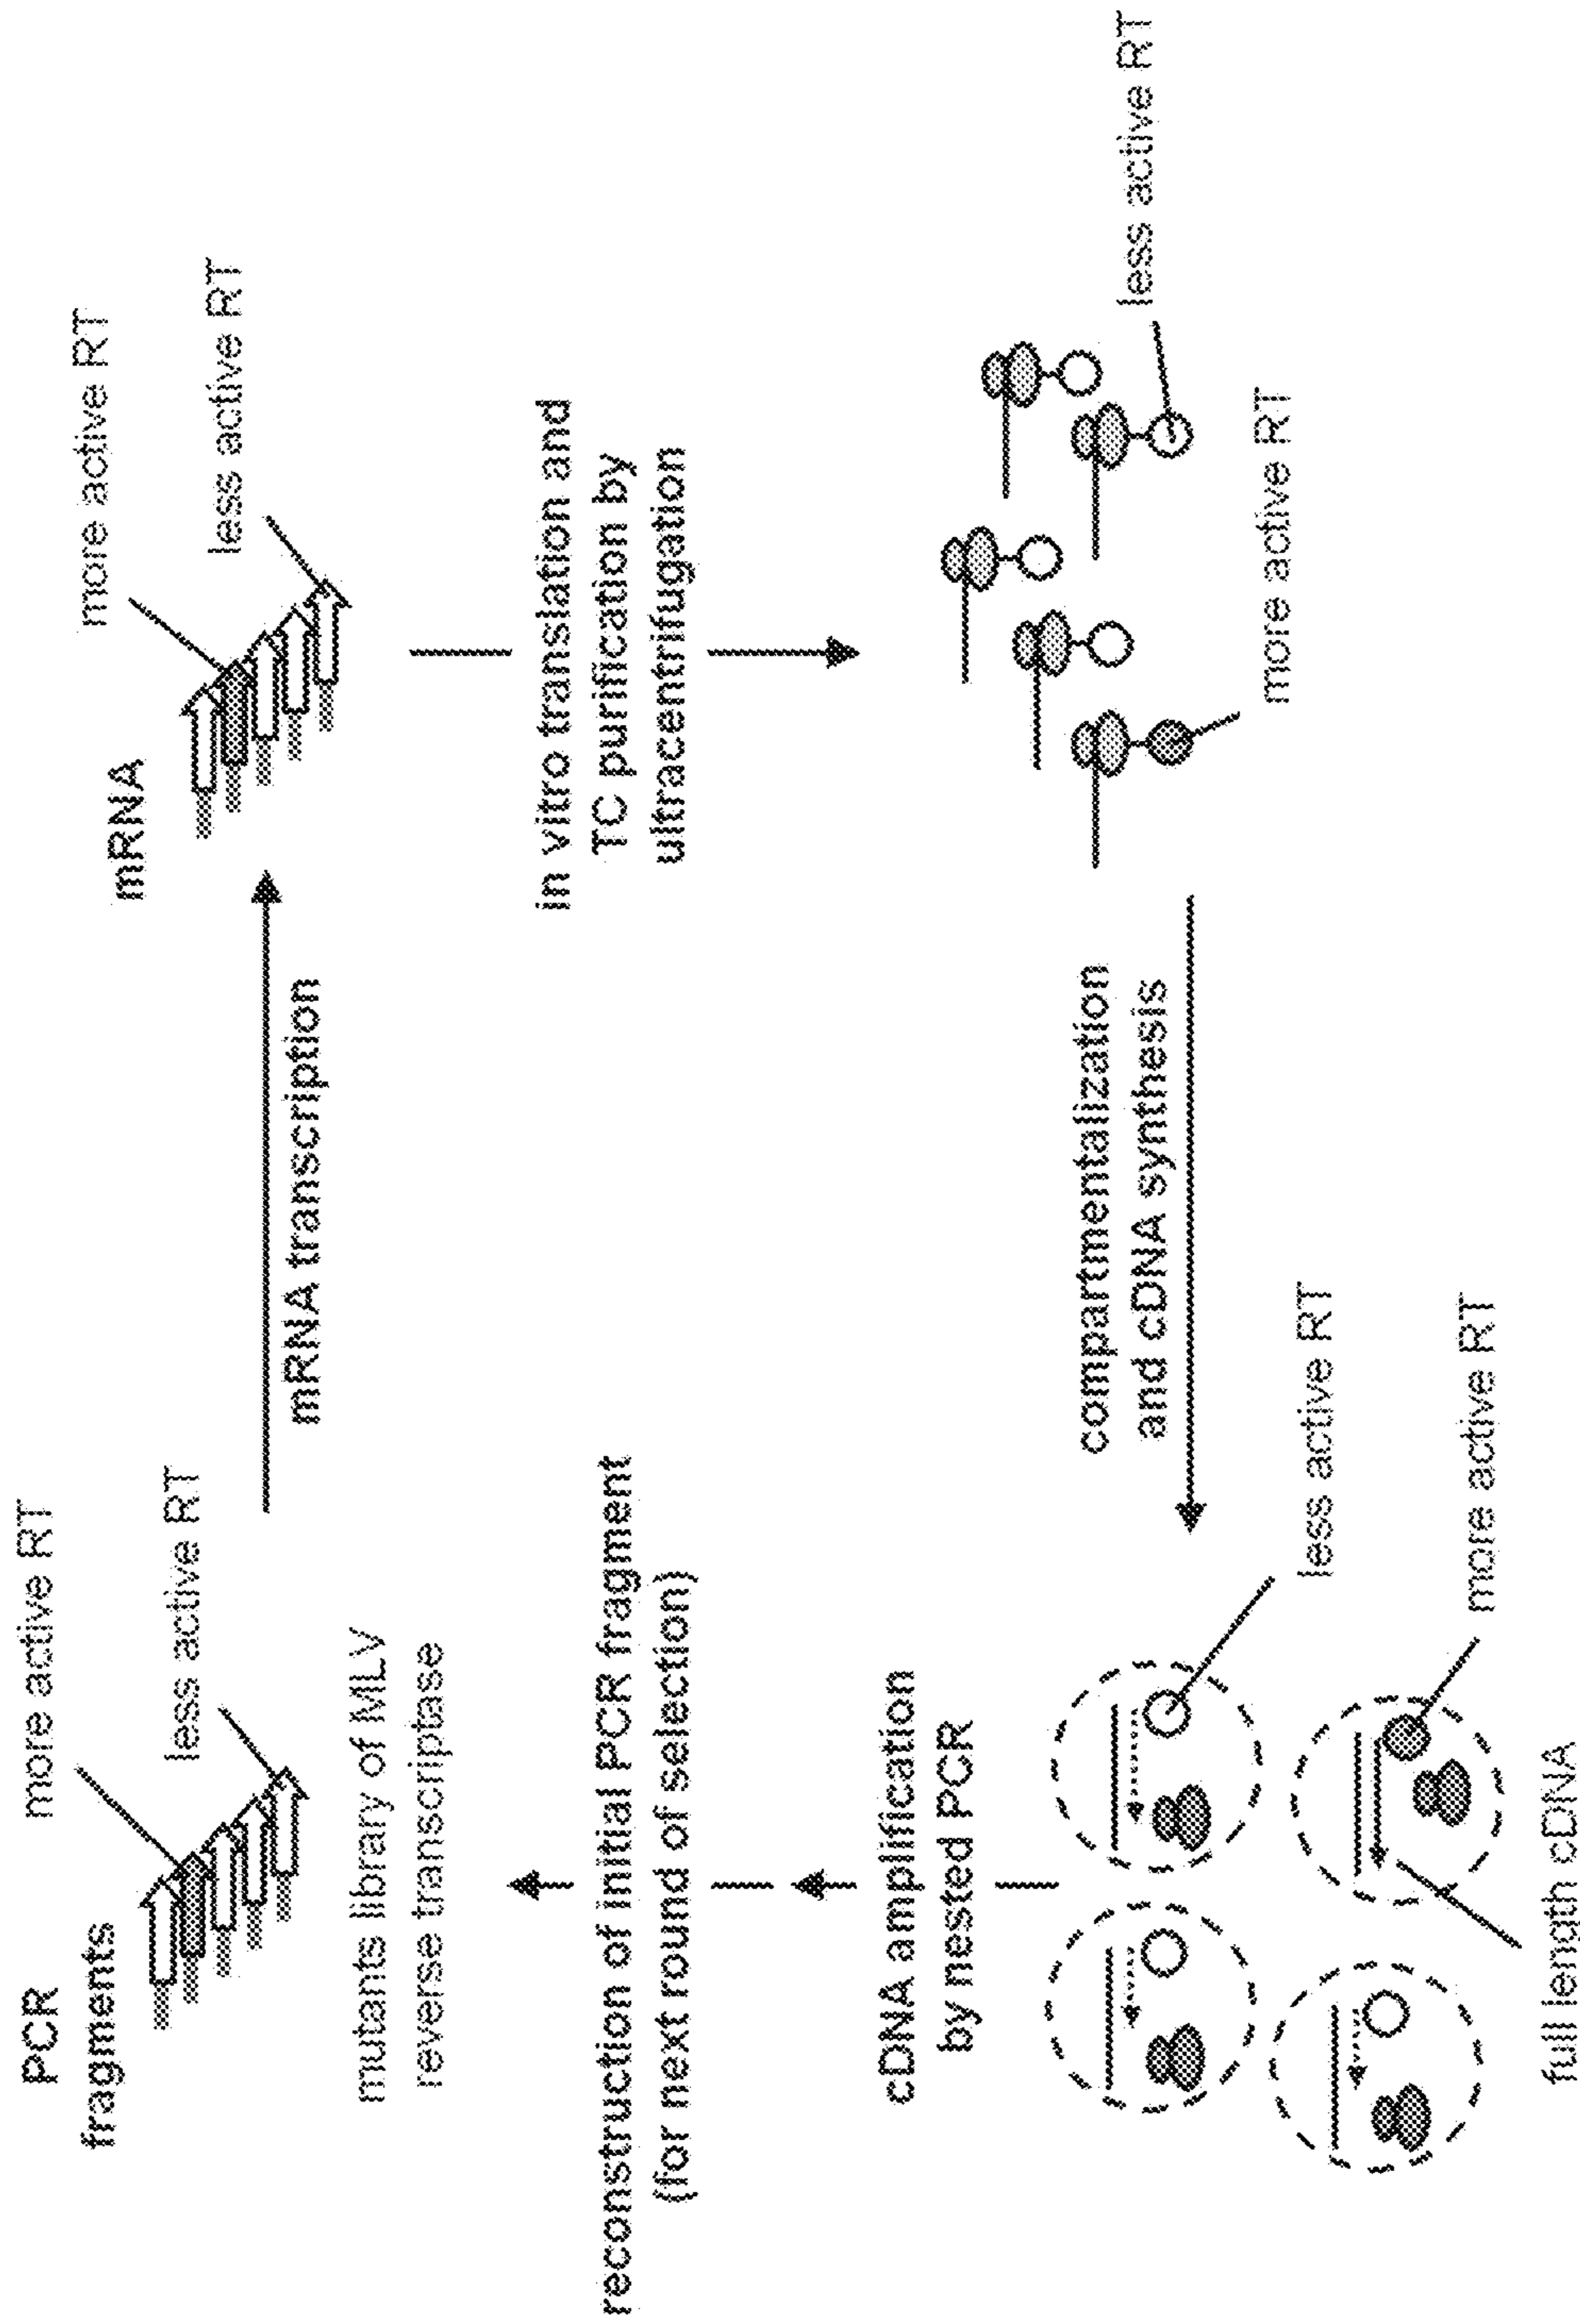 PCR
fragments
more active RT
less active RT
mutants library of MLV
reverse transcriptase
mRNA transcription
mRNA
more active RT
less active RT
in vitro translation and
TC purification by
ultracentrifugation
less active RT
more active RT
compartmentalization
and cDNA synthesis
less active RT
more active RT
full length cDNA
cDNA amplification
by nested PCR
reconstruction of initial PCR fragment
(for next round of selection)